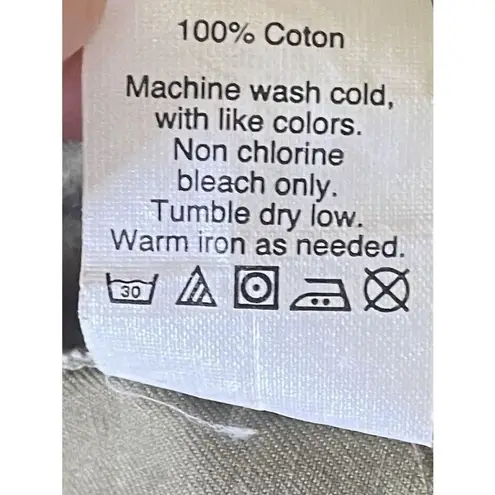 100% Coton
Machine wash cold,
with like colors.
Non chlorine
bleach only.
Tumble dry low.
Warm iron as needed.
30